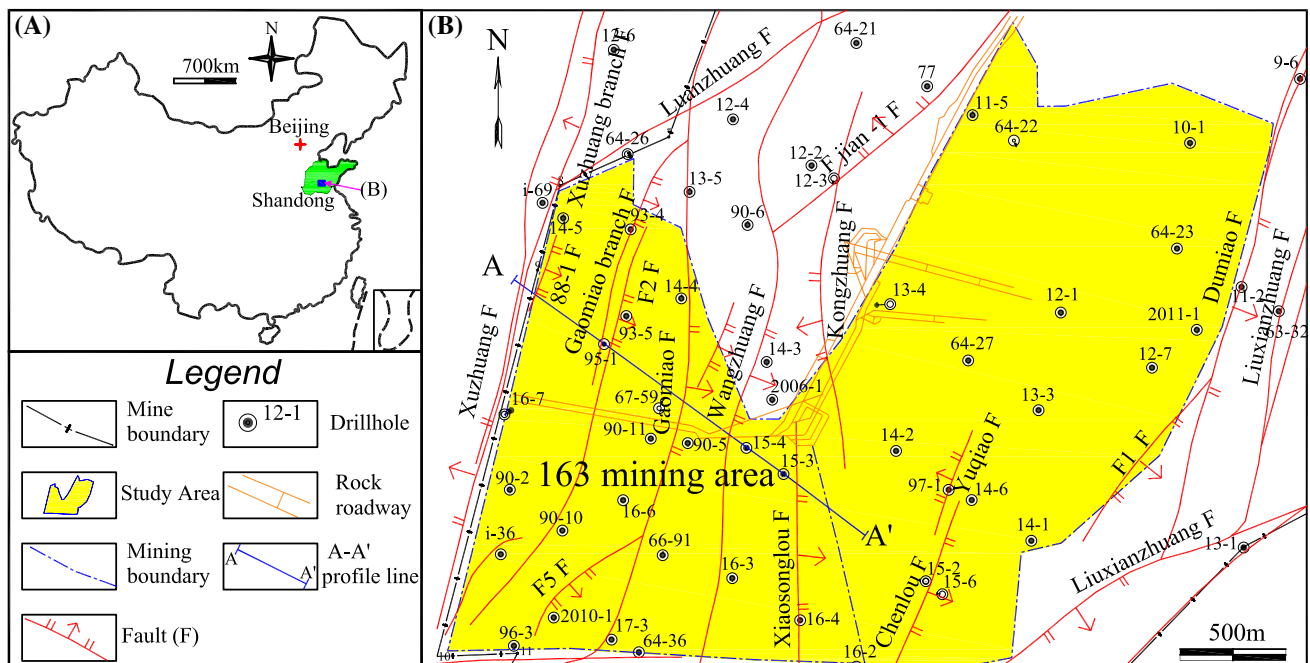 (A)
N
700km
Beijing
Shandong
(B)
Legend
Mine
boundary
12-1
Drillhole
Study Area
Rock
roadway
Mining
boundary
A
A'
A-A'
profile line
Fault (F)
(B)
N
12-6
64-21
9-6
77
Xuzhuang branch F
Luanzhuang F
12-4
11-5
64-22
10-1
64-26
12-2
F jian -1 F
12-3
13-5
i-69
14-5
93-4
90-6
64-23
Dumiao F
Kongzhuang F
A
88-1 F
Gaomiao branch F
F2 F
14-4
13-4
12-1
11-2
Liuxianzhuang F
63-32
2011-1
93-5
95-1
Xuzhuang F
Gaomiao F
Wangzhuang F
14-3
64-27
12-7
2006-1
16-7
67-59
13-3
90-11
90-5
15-4
14-2
15-3
163 mining area
F1 F
Yuqiao F
90-2
16-6
97-1
14-6
90-10
A'
14-1
i-36
66-91
13-1
Liuxianzhuang F
F5 F
16-3
Xiaosonglou F
15-2
15-6
Chenlou F
2010-1
16-4
96-3
17-3
64-36
16-2
10
11
500m